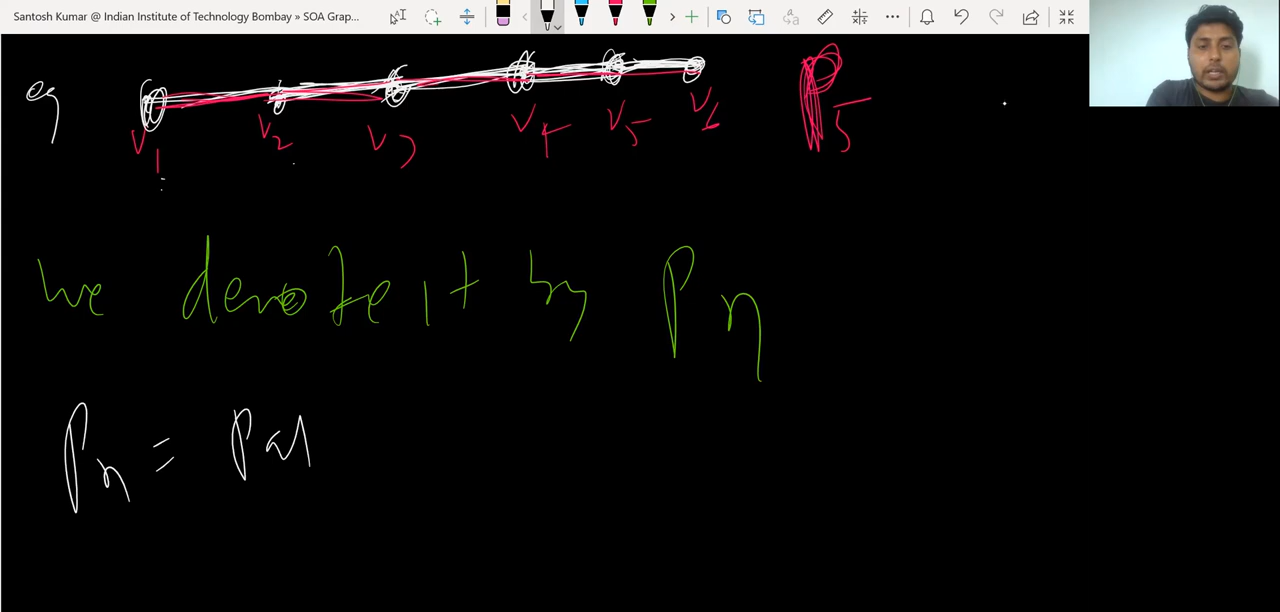 Santosh Kumar @ Indian Institute of Technology Bombay » SOA Grap...
eg
V1 V2 V3 V4 V5 V6 P5
We denote it by Pn
Pn = Pat